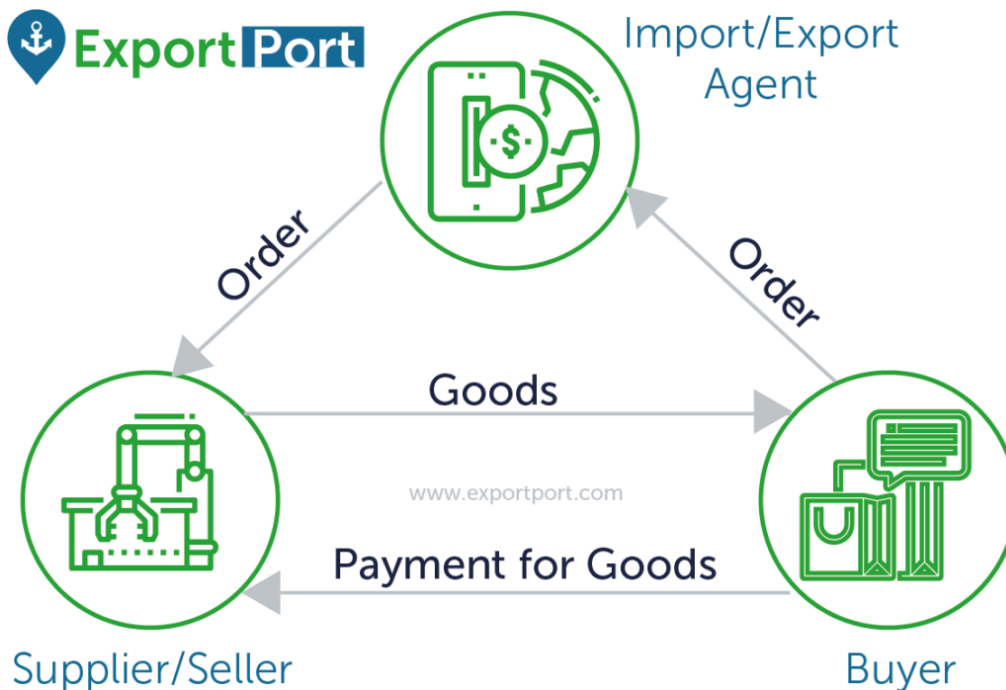 ExportPort
Import/Export
Agent
Order
Order
Goods
www.exportport.com
Payment for Goods
Supplier/Seller
Buyer